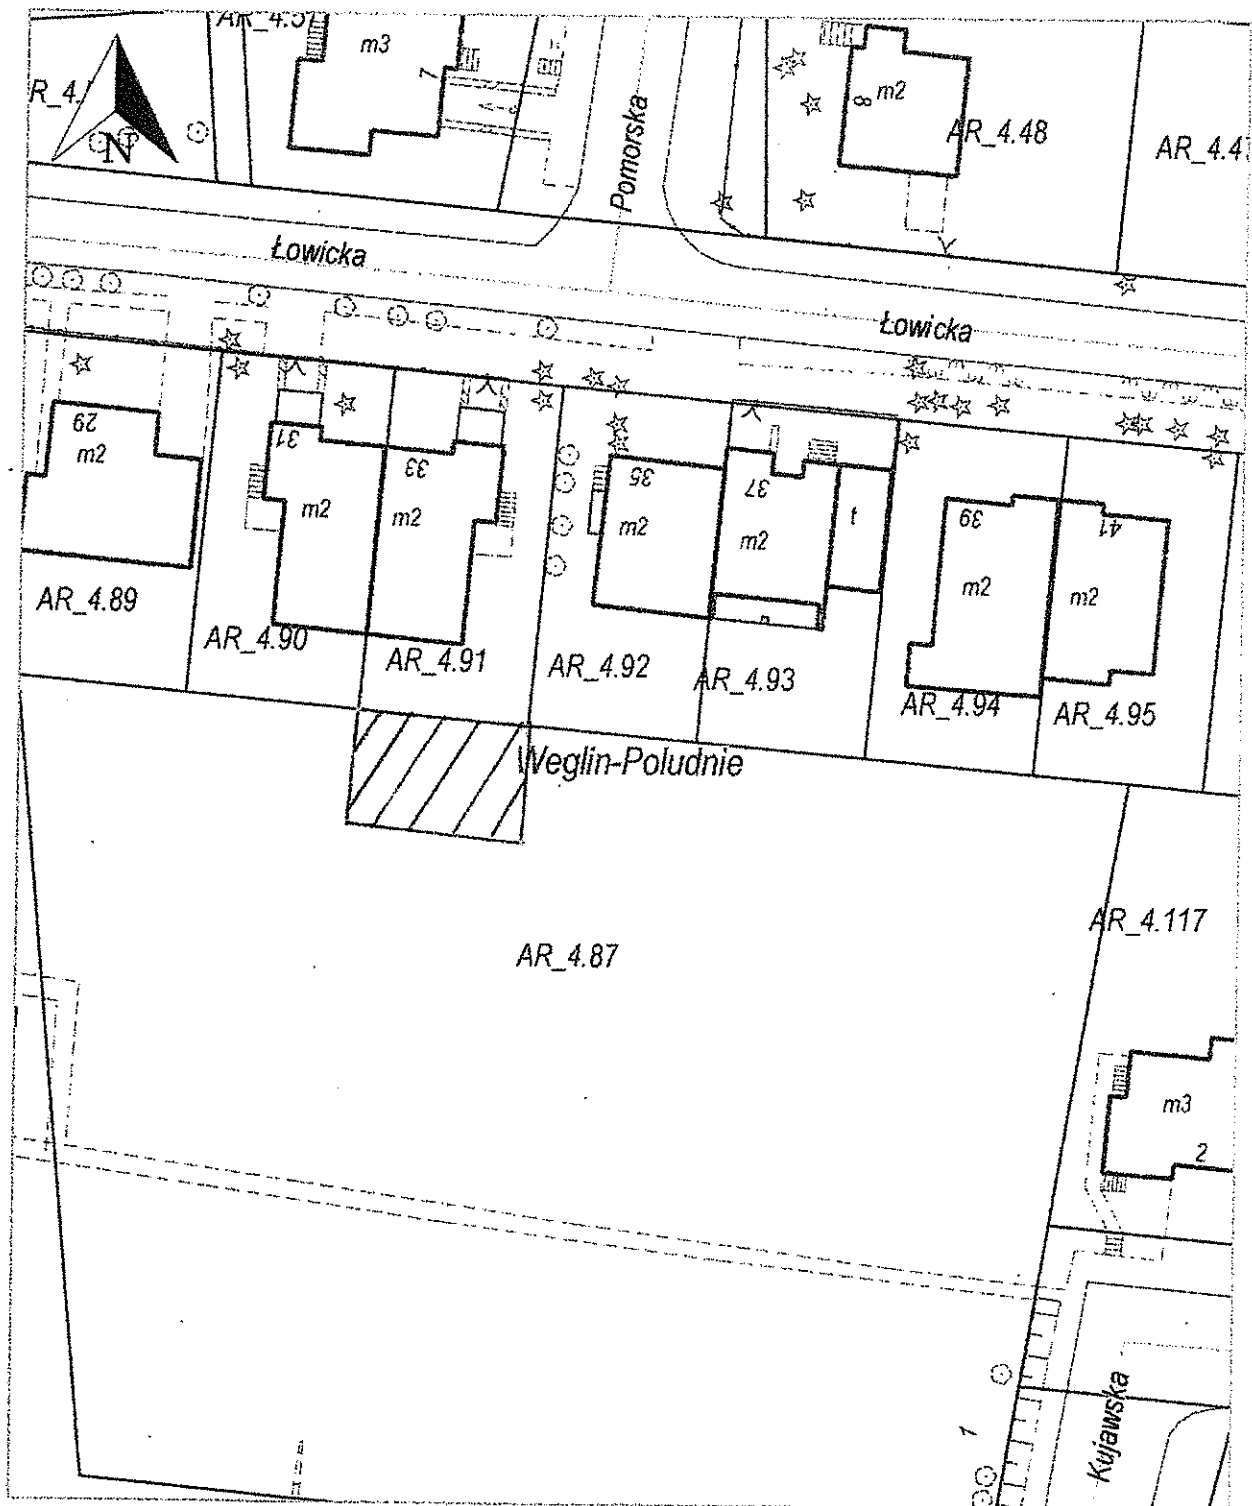 m3
7
N
Pomorska
m2
8
AR_4.48
Łowicka
Łowicka
29
m2
31
m2
33
m2
35
m2
37
m2
t
39
m2
41
m2
AR_4.89
AR_4.90
AR_4.91
AR_4.92
AR_4.93
AR_4.94
AR_4.95
Weglin-Poludnie
AR_4.87
AR_4.117
m3
2
1
Kujawska